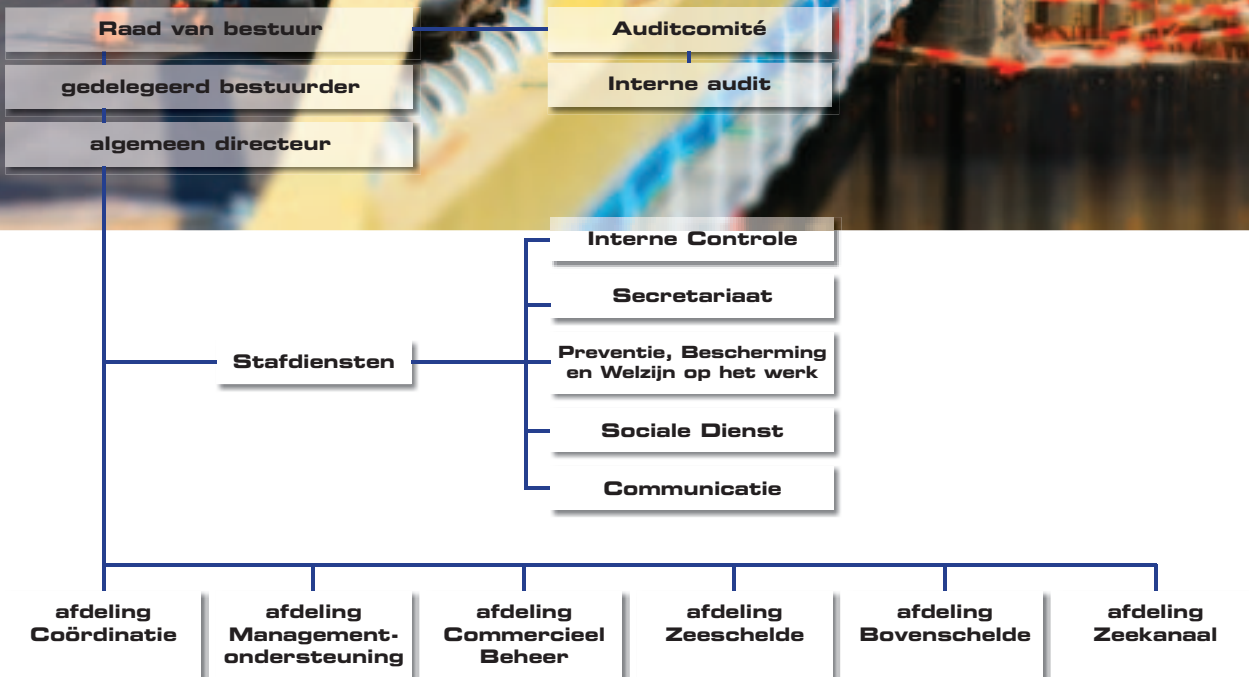 Raad van bestuur
Auditcomité
gedelegeerd bestuurder
Interne audit
algemeen directeur
Interne Controle
Secretariaat
Stafdiensten
Preventie, Bescherming
en Welzijn op het werk
Sociale Dienst
Communicatie
afdeling
Coördinatie
afdeling
Management-
ondersteuning
afdeling
Commercieel
Beheer
afdeling
Zeeschelde
afdeling
Bovenschelde
afdeling
Zeekanaal